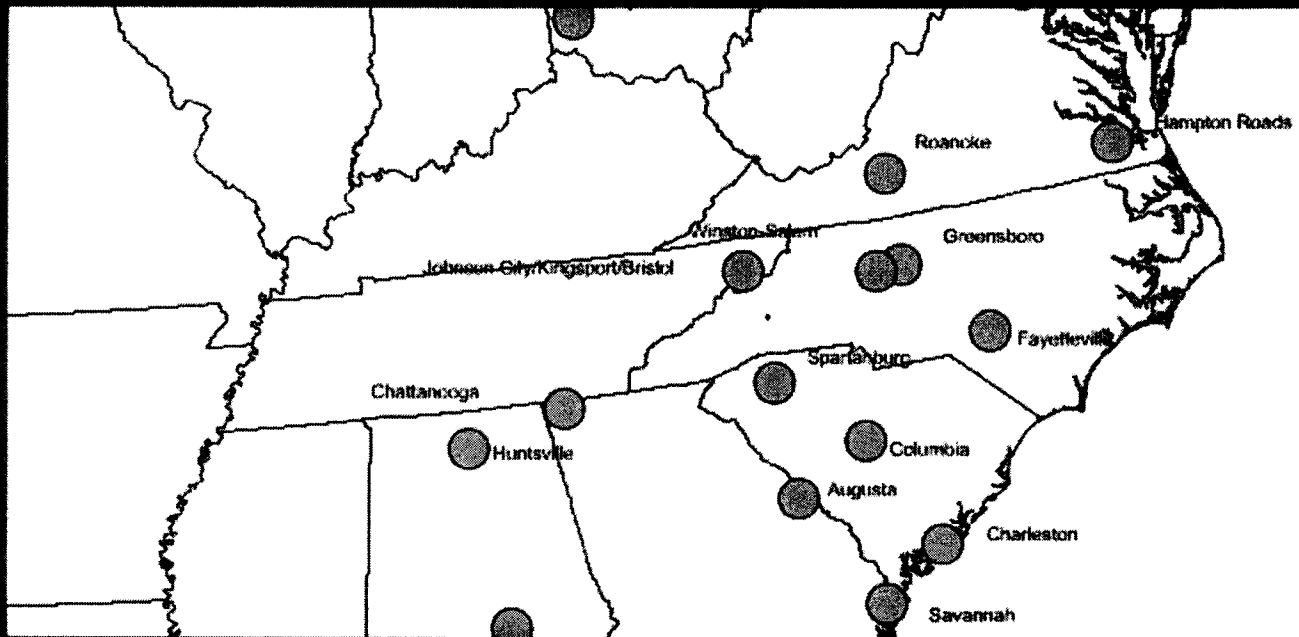 Hampton Roads
Roanoke
Winston-Salem
Greensboro
Johnson City/Kingsport/Bristol
Fayetteville
Spartanburg
Chattanooga
Huntsville
Columbia
Augusta
Charleston
Savannah